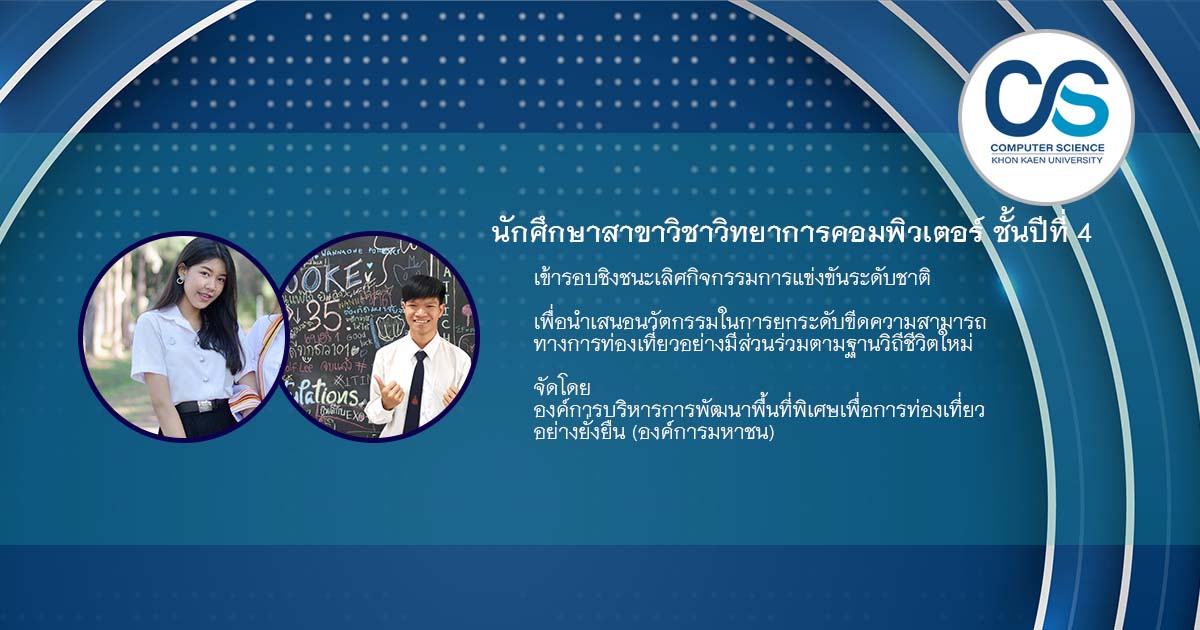 CS
COMPUTER SCIENCE
KHON KAEN UNIVERSITY
นักศึกษาสาขาวิชาวิทยาการคอมพิวเตอร์ ชั้นปีที่ 4
เข้ารอบชิงชนะเลิศกิจกรรมการแข่งขันระดับชาติ
เพื่อนำเสนอนวัตกรรมในการยกระดับขีดความสามารถ
ทางการท่องเที่ยวอย่างมีส่วนร่วมตามฐานวิถีชีวิตใหม่
จัดโดย
องค์การบริหารการพัฒนาพื้นที่พิเศษเพื่อการท่องเที่ยว
อย่างยั่งยืน (องค์การมหาชน)
WANNAONE
JOKE
35
ulations